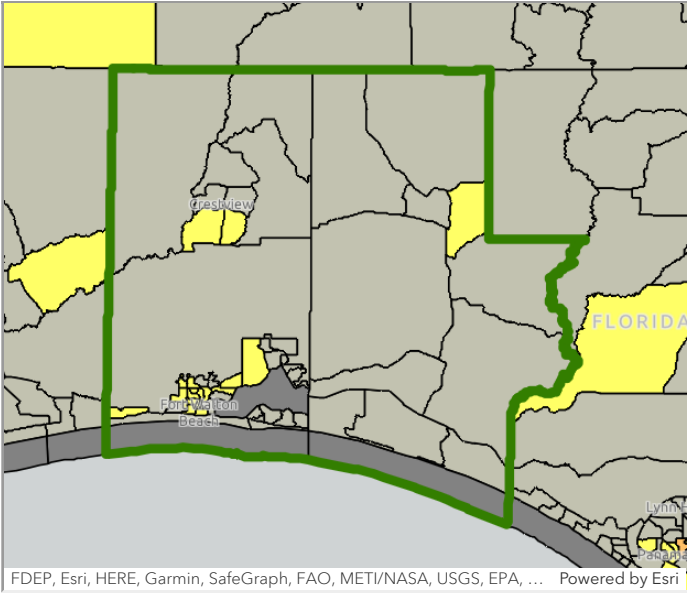 Crestview
FLORIDA
Fort Walton
Beach
Lynn
Panama
FDEP, Esri, HERE, Garmin, SafeGraph, FAO, METI/NASA, USGS, EPA, ... Powered by Esri